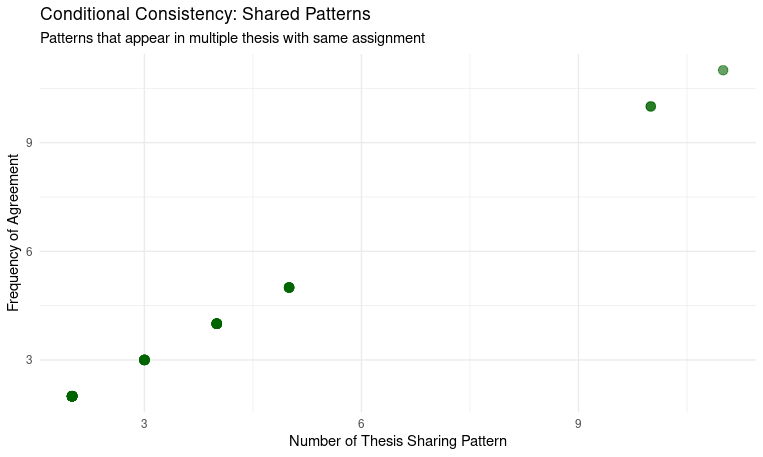 Conditional Consistency: Shared Patterns
Patterns that appear in multiple thesis with same assignment
Frequency of Agreement
9
6
3
3 6 9
Number of Thesis Sharing Pattern